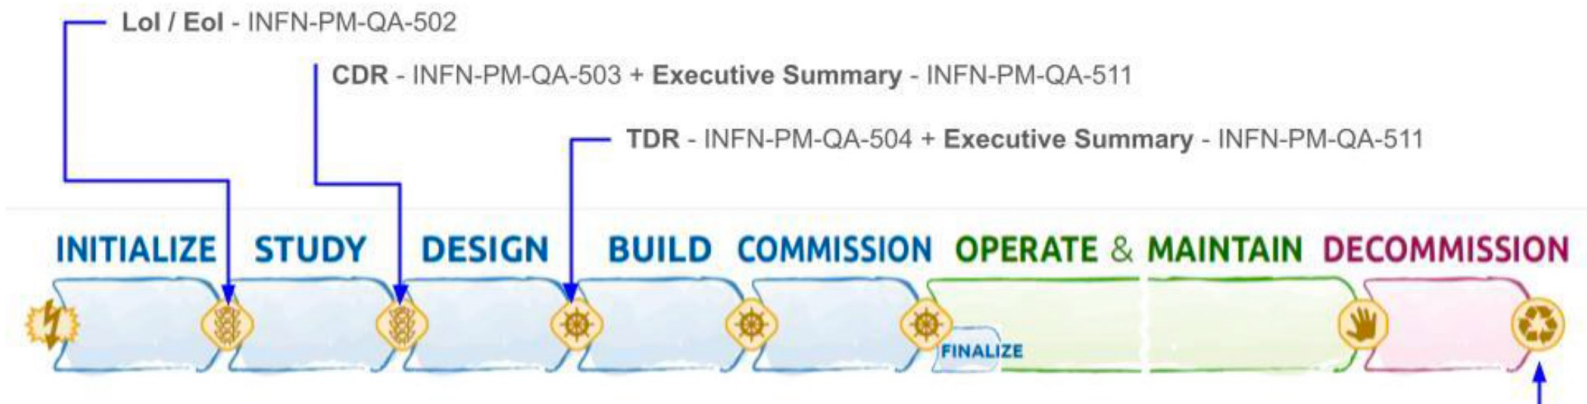 LoI / EoI - INFN-PM-QA-502
CDR - INFN-PM-QA-503 + Executive Summary - INFN-PM-QA-511
TDR - INFN-PM-QA-504 + Executive Summary - INFN-PM-QA-511
INITIALIZE STUDY DESIGN BUILD COMMISSION OPERATE & MAINTAIN DECOMMISSION
FINALIZE